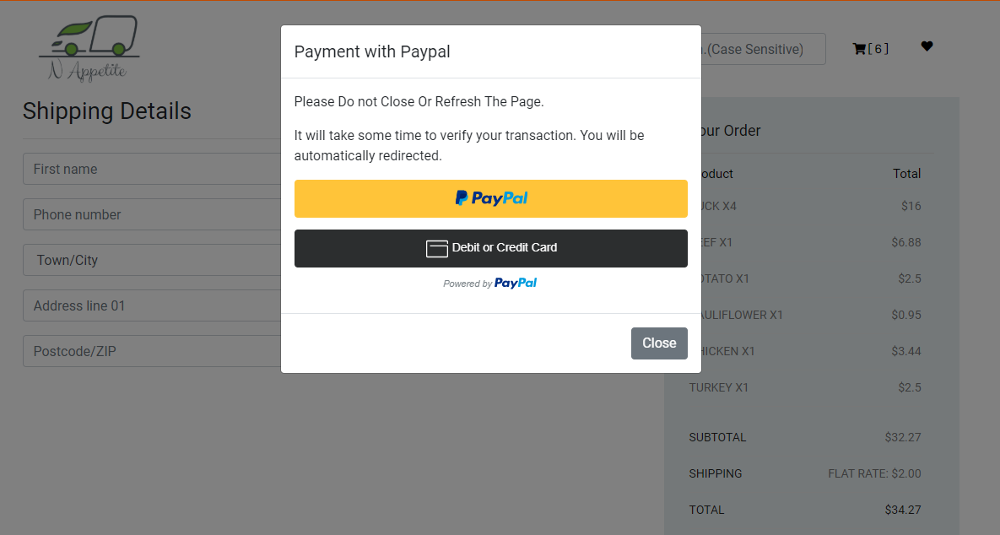 N Appetite
.(Case Sensitive)
[ 6 ]
Shipping Details
First name
Phone number
Town/City
Address line 01
Postcode/ZIP
Payment with Paypal
Please Do not Close Or Refresh The Page.
It will take some time to verify your transaction. You will be
automatically redirected.
PayPal
Debit or Credit Card
Powered by PayPal
Close
our Order
oduct Total
UCK X4 $16
EEF X1 $6.88
OTATO X1 $2.5
AULIFLOWER X1 $0.95
HICKEN X1 $3.44
TURKEY X1 $2.5
SUBTOTAL $32.27
SHIPPING FLAT RATE: $2.00
TOTAL $34.27